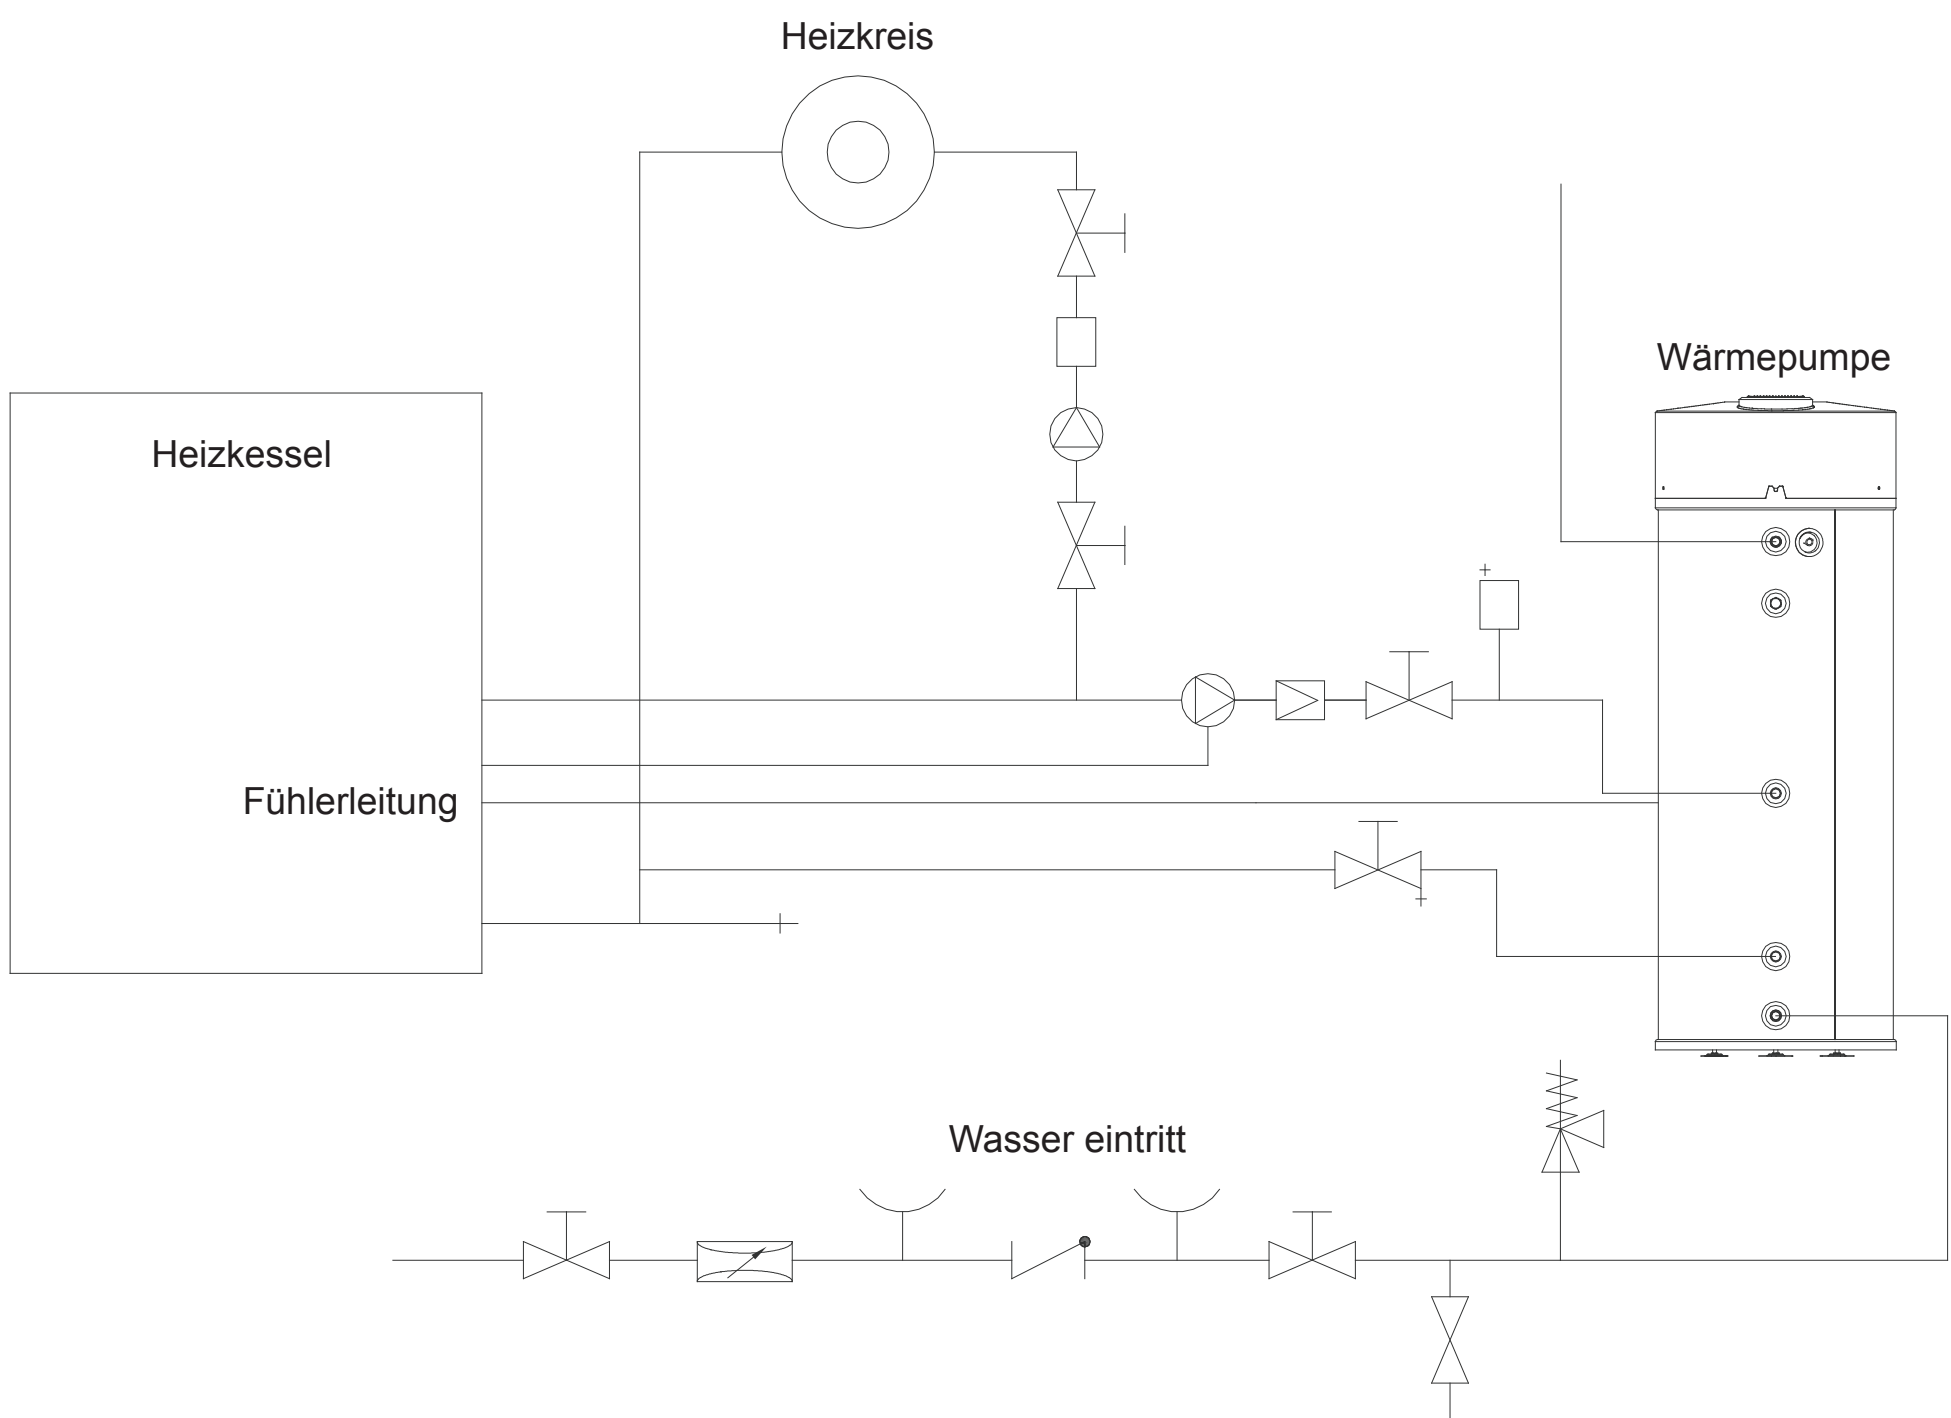 Heizkreis
Wärmepumpe
Heizkessel
Fühlerleitung
Wasser eintritt